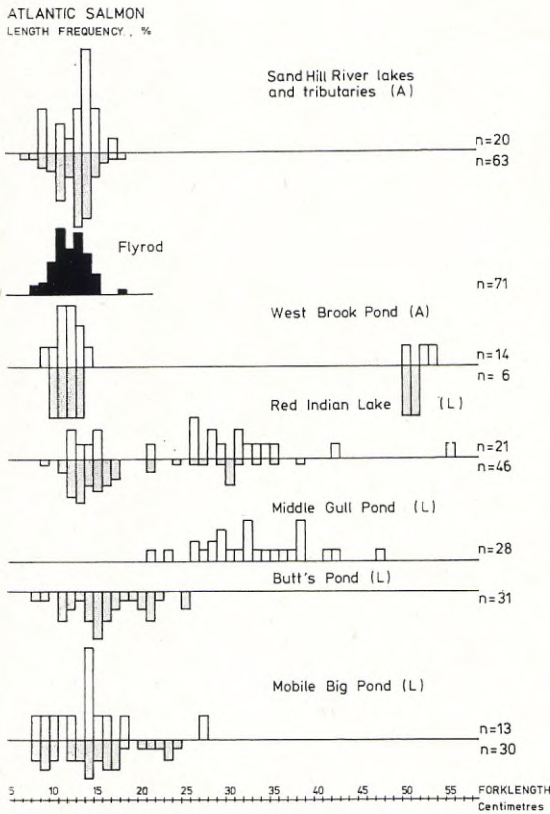 ATLANTIC SALMON
LENGTH FREQUENCY, %
Sand Hill River lakes
and tributaries (A)
n=20
n=63
Flyrod
n=71
West Brook Pond (A)
n=14
n= 6
Red Indian Lake (L)
n=21
n=46
Middle Gull Pond (L)
n=28
Butt's Pond (L)
n=31
Mobile Big Pond (L)
n=13
n=30
5 10 15 20 25 30 35 40 45 50 55 FORKLENGTH
Centimetres